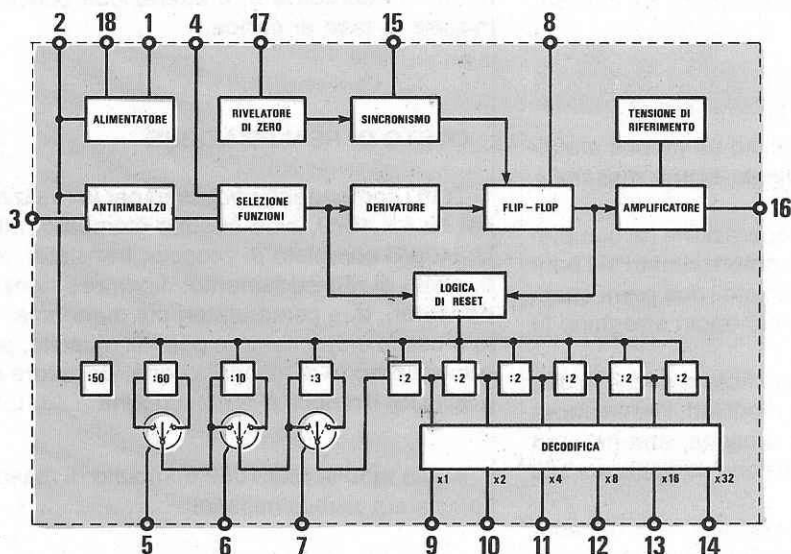 2 18 1 4 17 15 8
ALIMENTATORE
RIVELATORE
DI ZERO
SINCRONISMO
TENSIONE DI
RIFERIMENTO
3
ANTIRIMBALZO
SELEZIONE
FUNZIONI
DERIVATORE
FLIP – FLOP
AMPLIFICATORE
16
LOGICA
DI RESET
:50 :60 :10 :3 :2 :2 :2 :2 :2 :2
DECODIFICA
x1 x2 x4 x8 x16 x32
5 6 7 9 10 11 12 13 14